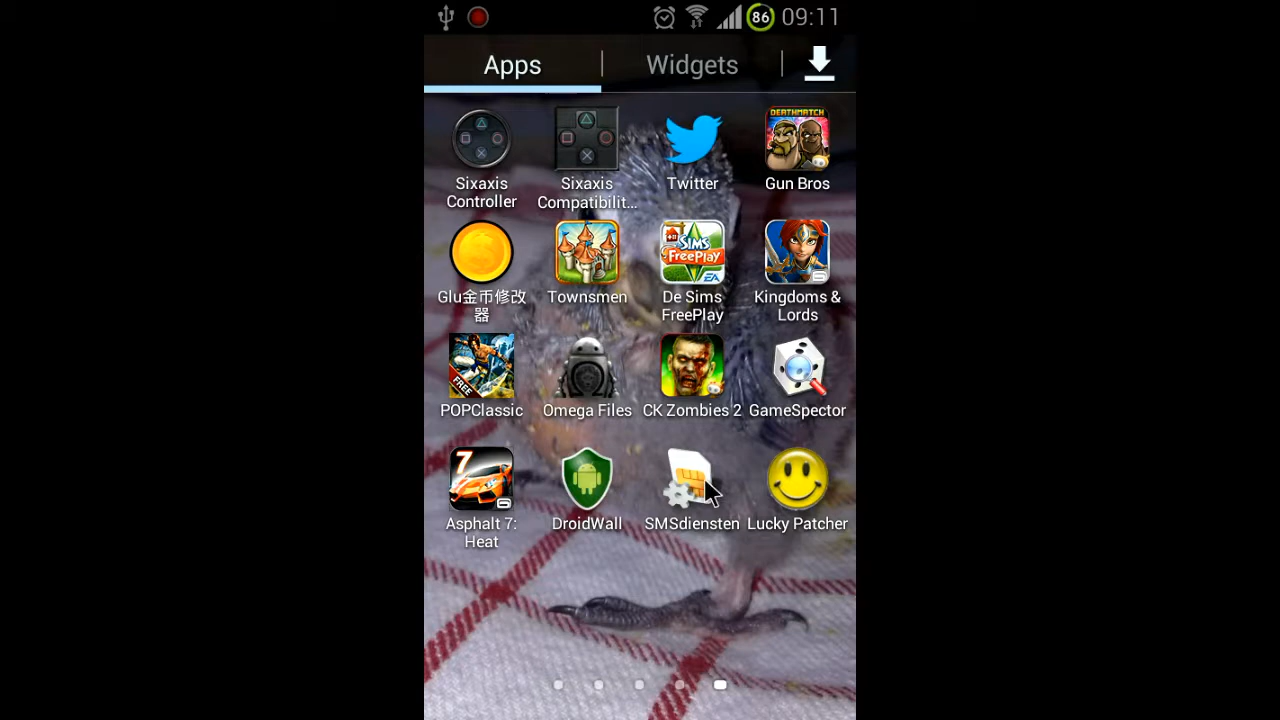 86 09:11
Apps Widgets
DEATHMATCH
Sixaxis Controller
Sixaxis Compatibilit...
Twitter
Gun Bros
SIMS
FREEPLAY
EA
Glu金币修改器
Townsmen
De Sims FreePlay
Kingdoms & Lords
FREE
POPClassic
Omega Files
CK Zombies 2
GameSpector
7
Asphalt 7: Heat
DroidWall
SMSdiensten
Lucky Patcher